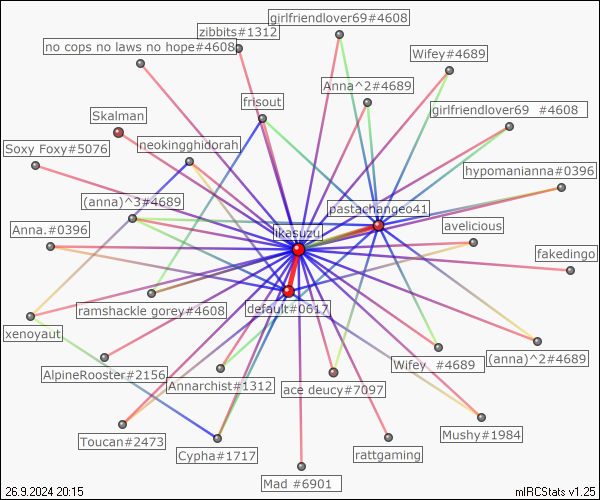 girlfriendlover69#4608
zibbits#1312
no cops no laws no hope#4608
Wifey#4689
Anna^2#4689
frisout
girlfriendlover69 #4608
Skalman
neokingghidorah
Soxy Foxy#5076
hypomanianna#0396
(anna)^3#4689
pastachangeo41
Anna.#0396
ikasuzu
avelicious
fakedingo
ramshackle gorey#4608
default#0617
xenoyaut
(anna)^2#4689
Wifey #4689
AlpineRooster#2156
Annarchist#1312
ace deucy#7097
Toucan#2473
Mushy#1984
Cypha#1717
rattgaming
Mad #6901
26.9.2024 20:15
mIRCStats v1.25